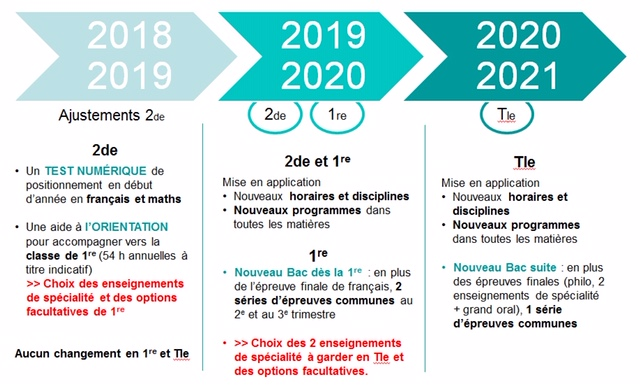 2018
2019
2019
2020
2020
2021
Ajustements 2de
2de
• Un TEST NUMÉRIQUE de
positionnement en début
d'année en français et maths
• Une aide à l'ORIENTATION
pour accompagner vers la
classe de 1re (54 h annuelles à
titre indicatif)
>> Choix des enseignements
de spécialité et des options
facultatives de 1re
Aucun changement en 1re et Tle
2de 1re
2de et 1re
Mise en application
• Nouveaux horaires et disciplines
• Nouveaux programmes dans
toutes les matières
1re
• Nouveau Bac dès la 1re : en plus
de l'épreuve finale de français, 2
séries d'épreuves communes au
2e et au 3e trimestre
• >> Choix des 2 enseignements
de spécialité à garder en Tle et
des options facultatives.
Tle
Tle
Mise en application
• Nouveaux horaires et
disciplines
• Nouveaux programmes
dans toutes les matières
• Nouveau Bac suite : en plus
des épreuves finales (philo, 2
enseignements de spécialité
+ grand oral), 1 série
d'épreuves communes